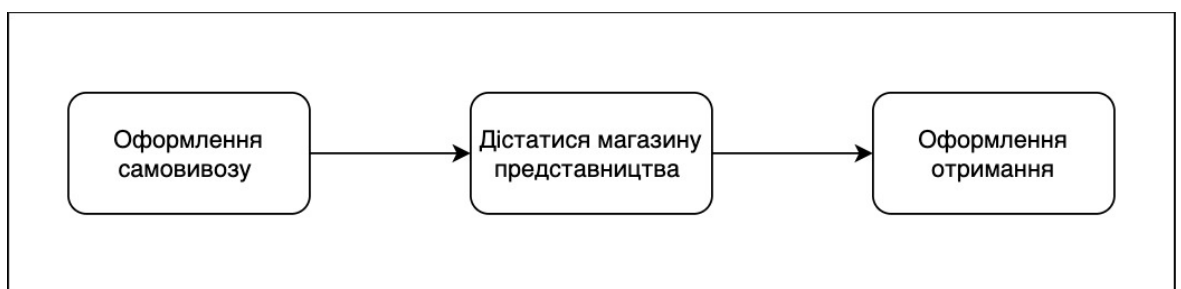 Оформлення
самовивозу
Дістатися магазину
представництва
Оформлення
отримання